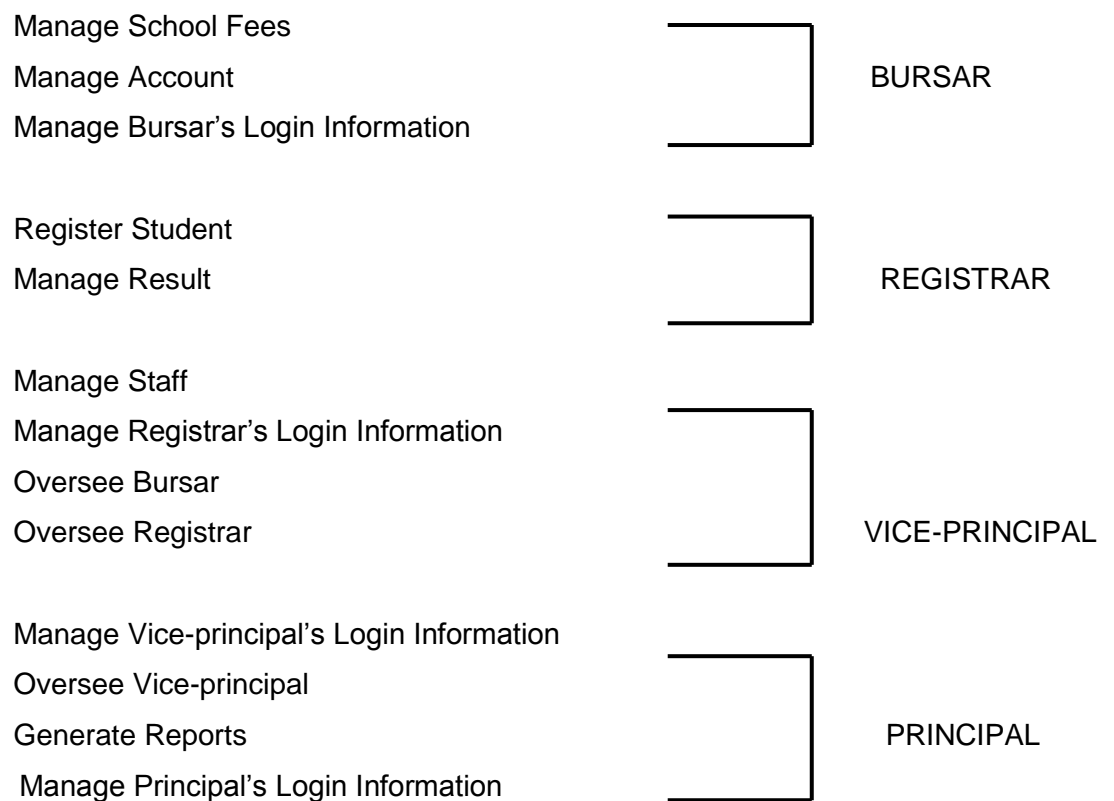 Manage School Fees
Manage Account BURSAR
Manage Bursar’s Login Information
Register Student
Manage Result REGISTRAR
Manage Staff
Manage Registrar’s Login Information
Oversee Bursar
Oversee Registrar VICE-PRINCIPAL
Manage Vice-principal’s Login Information
Oversee Vice-principal
Generate Reports PRINCIPAL
Manage Principal’s Login Information